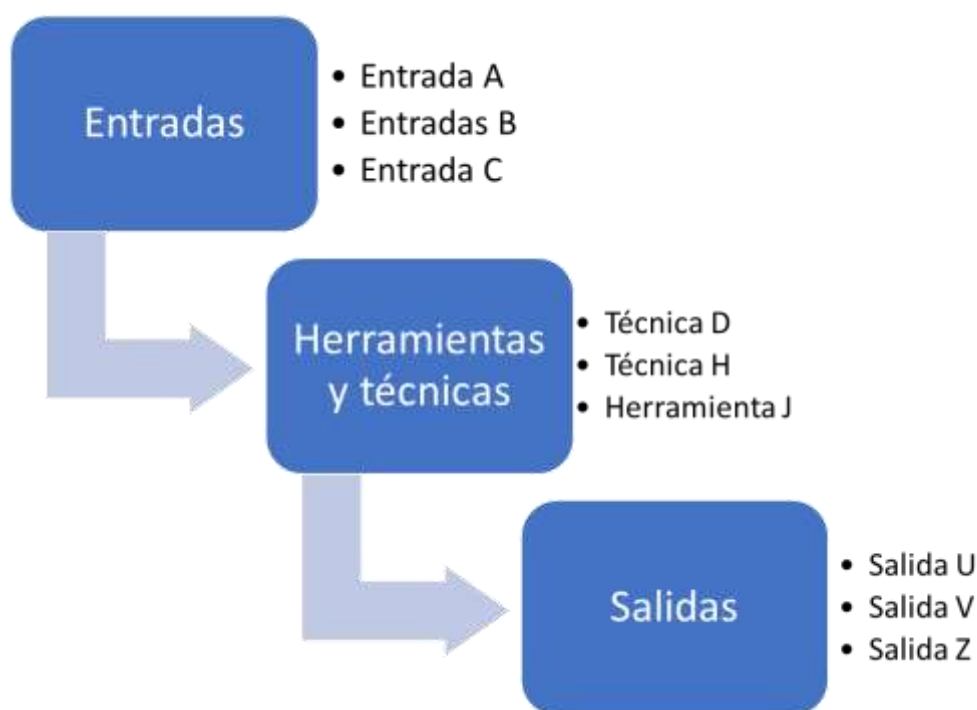 Entradas
• Entrada A
• Entradas B
• Entrada C
Herramientas
y técnicas
• Técnica D
• Técnica H
• Herramienta J
Salidas
• Salida U
• Salida V
• Salida Z